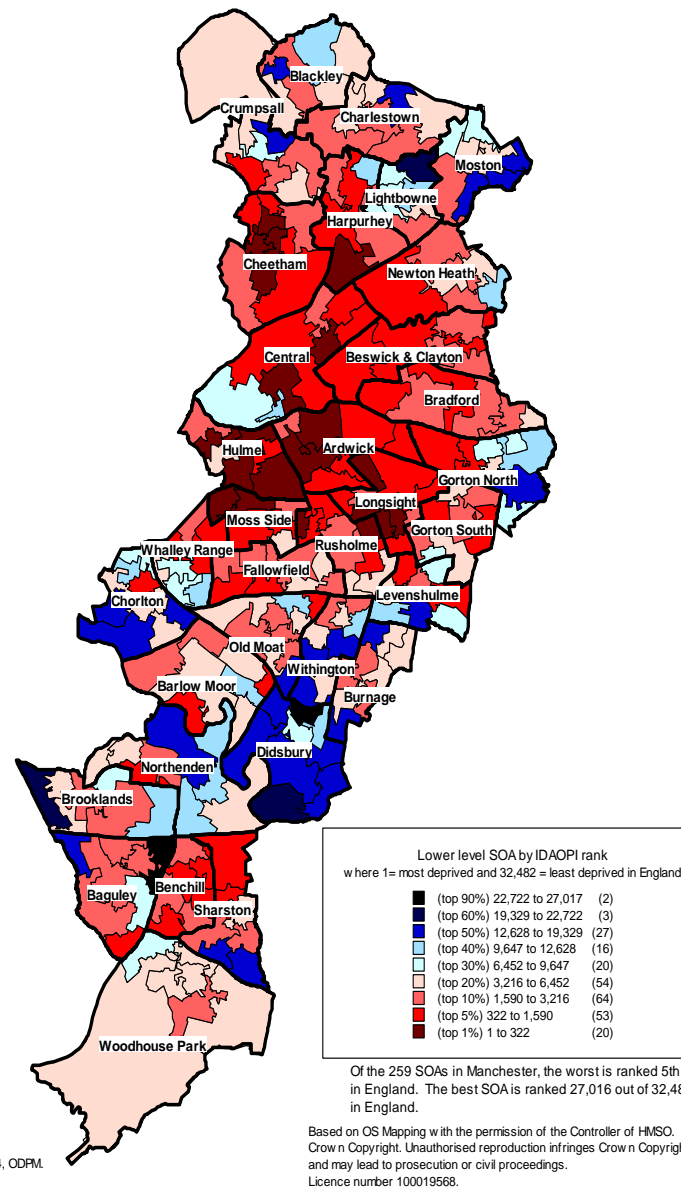 Blackley
Crumpsall
Charlestown
Moston
Lightbowne
Harpurhey
Cheetham
Newton Heath
Central
Beswick & Clayton
Bradford
Hulme
Ardwick
Gorton North
Longsight
Moss Side
Gorton South
Rusholme
Whalley Range
Fallowfield
Levenshulme
Chorlton
Old Moat
Withington
Barlow Moor
Burnage
Didsbury
Northenden
Brooklands
Baguley
Benchill
Sharston
Woodhouse Park
Lower level SOA by IDAOPI rank
where 1= most deprived and 32,482 = least deprived in England
(top 90%) 22,722 to 27,017 (2)
(top 60%) 19,329 to 22,722 (3)
(top 50%) 12,628 to 19,329 (27)
(top 40%) 9,647 to 12,628 (16)
(top 30%) 6,452 to 9,647 (20)
(top 20%) 3,216 to 6,452 (54)
(top 10%) 1,590 to 3,216 (64)
(top 5%) 322 to 1,590 (53)
(top 1%) 1 to 322 (20)
Of the 259 SOAs in Manchester, the worst is ranked 5th
in England. The best SOA is ranked 27,016 out of 32,48
in England.
Based on OS Mapping with the permission of the Controller of HMSO.
Crown Copyright. Unauthorised reproduction infringes Crown Copyrigh
and may lead to prosecution or civil proceedings.
Licence number 100019568.
, ODPM.